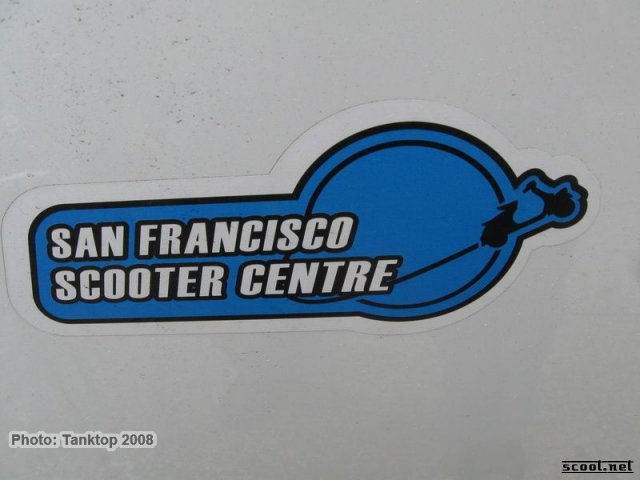 SAN FRANCISCO
SCOOTER CENTRE
Photo: Tanktop 2008
scoot.net